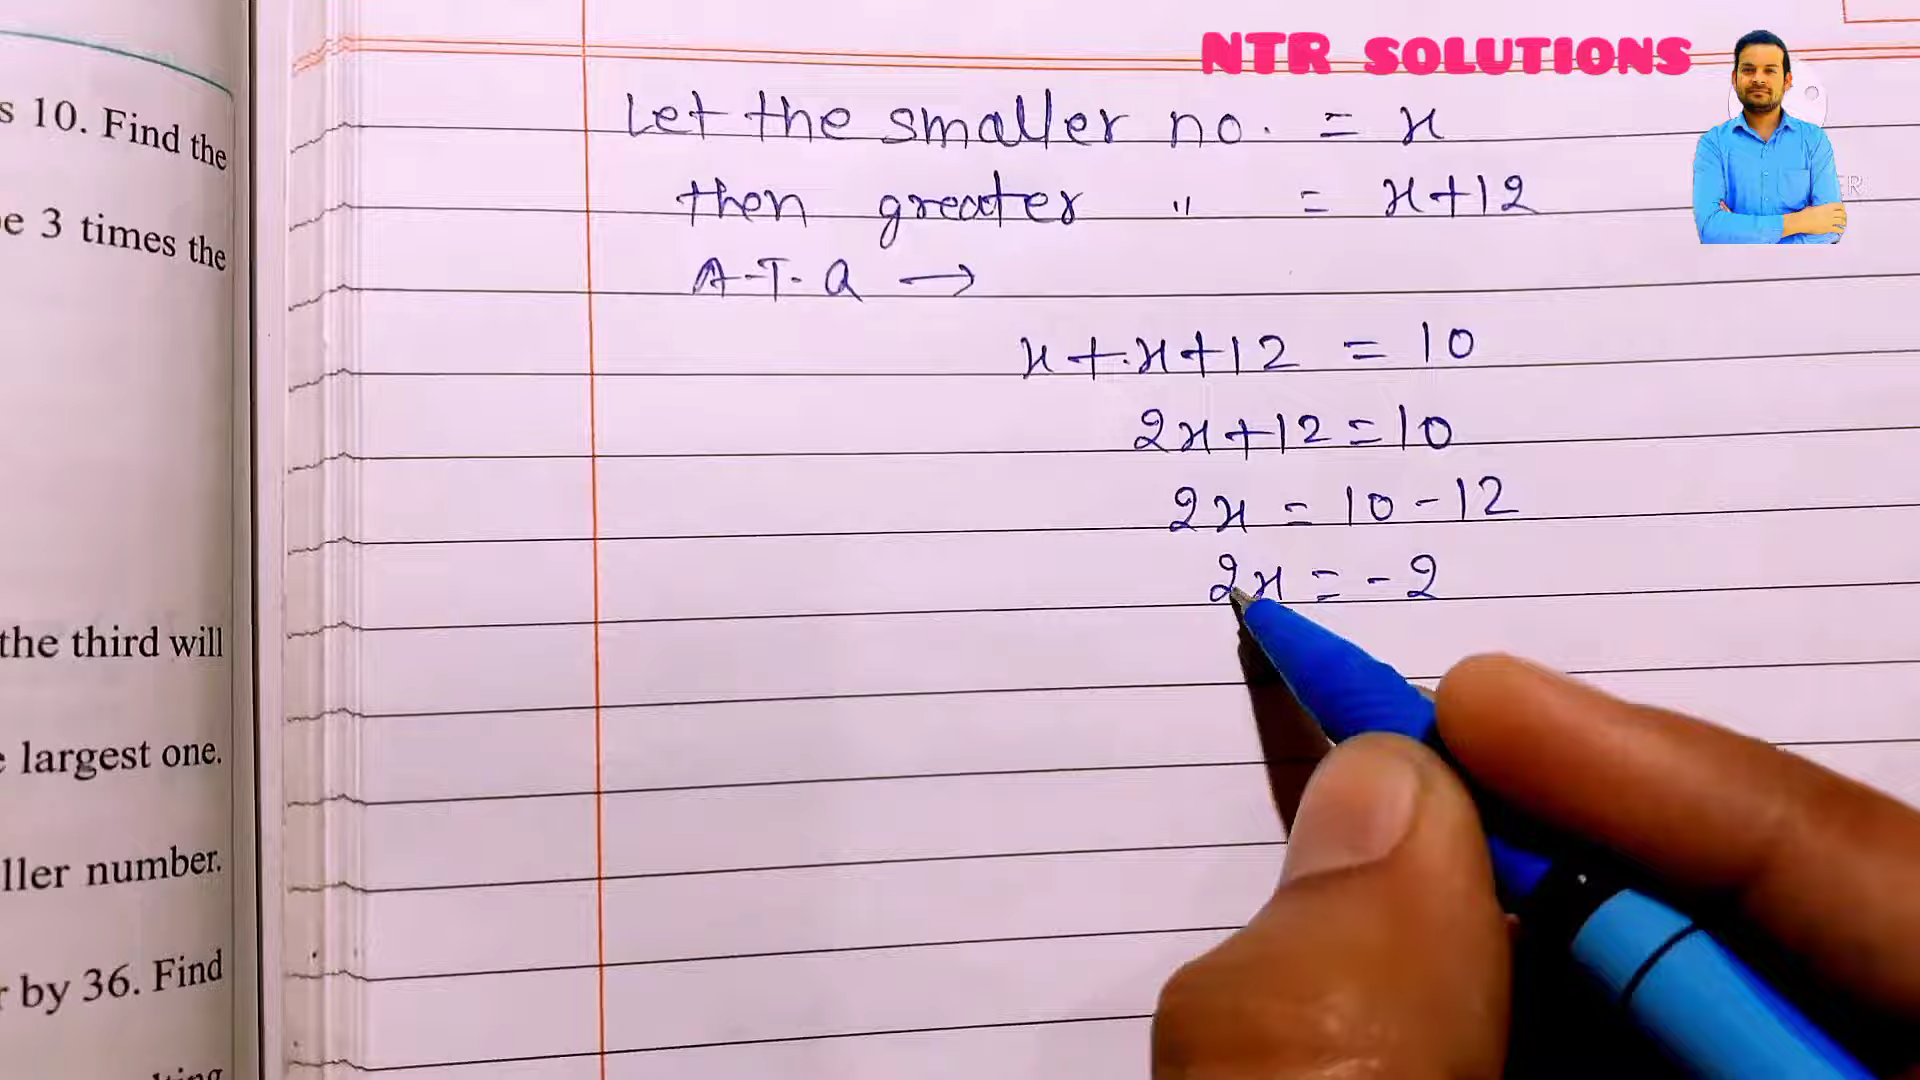 s 10. Find the
e 3 times the
the third will
e largest one.
ller number.
r by 36. Find
NTR SOLUTIONS
Let the smaller no. = x
then greater " = x+12
A-T-Q →
x+x+12 = 10
2x+12=10
2x = 10-12
2x = -2